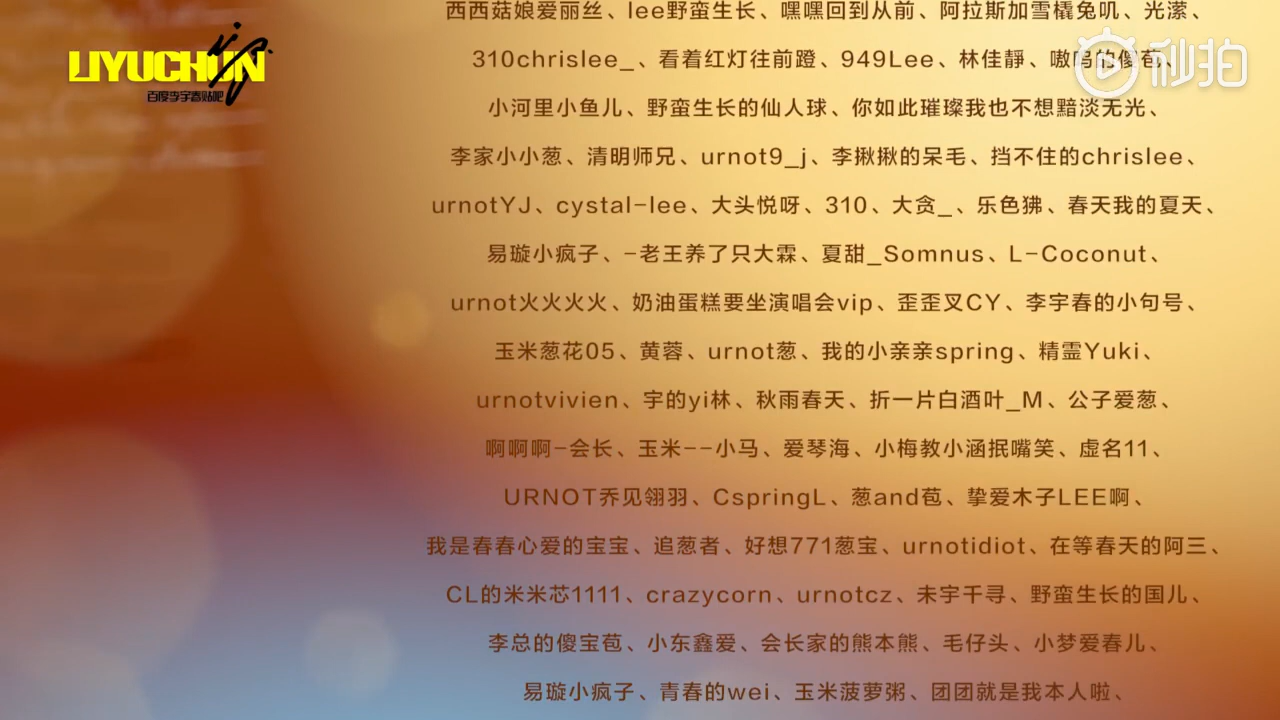 LIYUCHUN
vip.
百度李宇春贴吧
秒拍
西西菇娘爱丽丝、lee野蛮生长、嘿嘿回到从前、阿拉斯加雪橇兔叽、光潆、
310chrislee_、看着红灯往前蹬、949Lee、林佳靜、嗷呜的傻苞、
小河里小鱼儿、野蛮生长的仙人球、你如此璀璨我也不想黯淡无光、
李家小小葱、清明师兄、urnot9_j、李揪揪的呆毛、挡不住的chrislee、
urnotYJ、cystal-lee、大头悦呀、310、大贪_、乐色狒、春天我的夏天、
易璇小疯子、-老王养了只大霖、夏甜_Somnus、L-Coconut、
urnot火火火火、奶油蛋糕要坐演唱会vip、歪歪叉CY、李宇春的小句号、
玉米葱花05、黄蓉、urnot葱、我的小亲亲spring、精霊Yuki、
urnotvivien、宇的yi林、秋雨春天、折一片白酒叶_M、公子爱葱、
啊啊啊-会长、玉米--小马、爱琴海、小梅教小涵抿嘴笑、虚名11、
URNOT乔见翎羽、CspringL、葱and苞、挚爱木子LEE啊、
我是春春心爱的宝宝、追葱者、好想771葱宝、urnotidiot、在等春天的阿三、
CL的米米芯1111、crazycorn、urnotcz、未宇千寻、野蛮生长的国儿、
李总的傻宝苞、小东鑫爱、会长家的熊本熊、毛仔头、小梦爱春儿、
易璇小疯子、青春的wei、玉米菠萝粥、团团就是我本人啦、